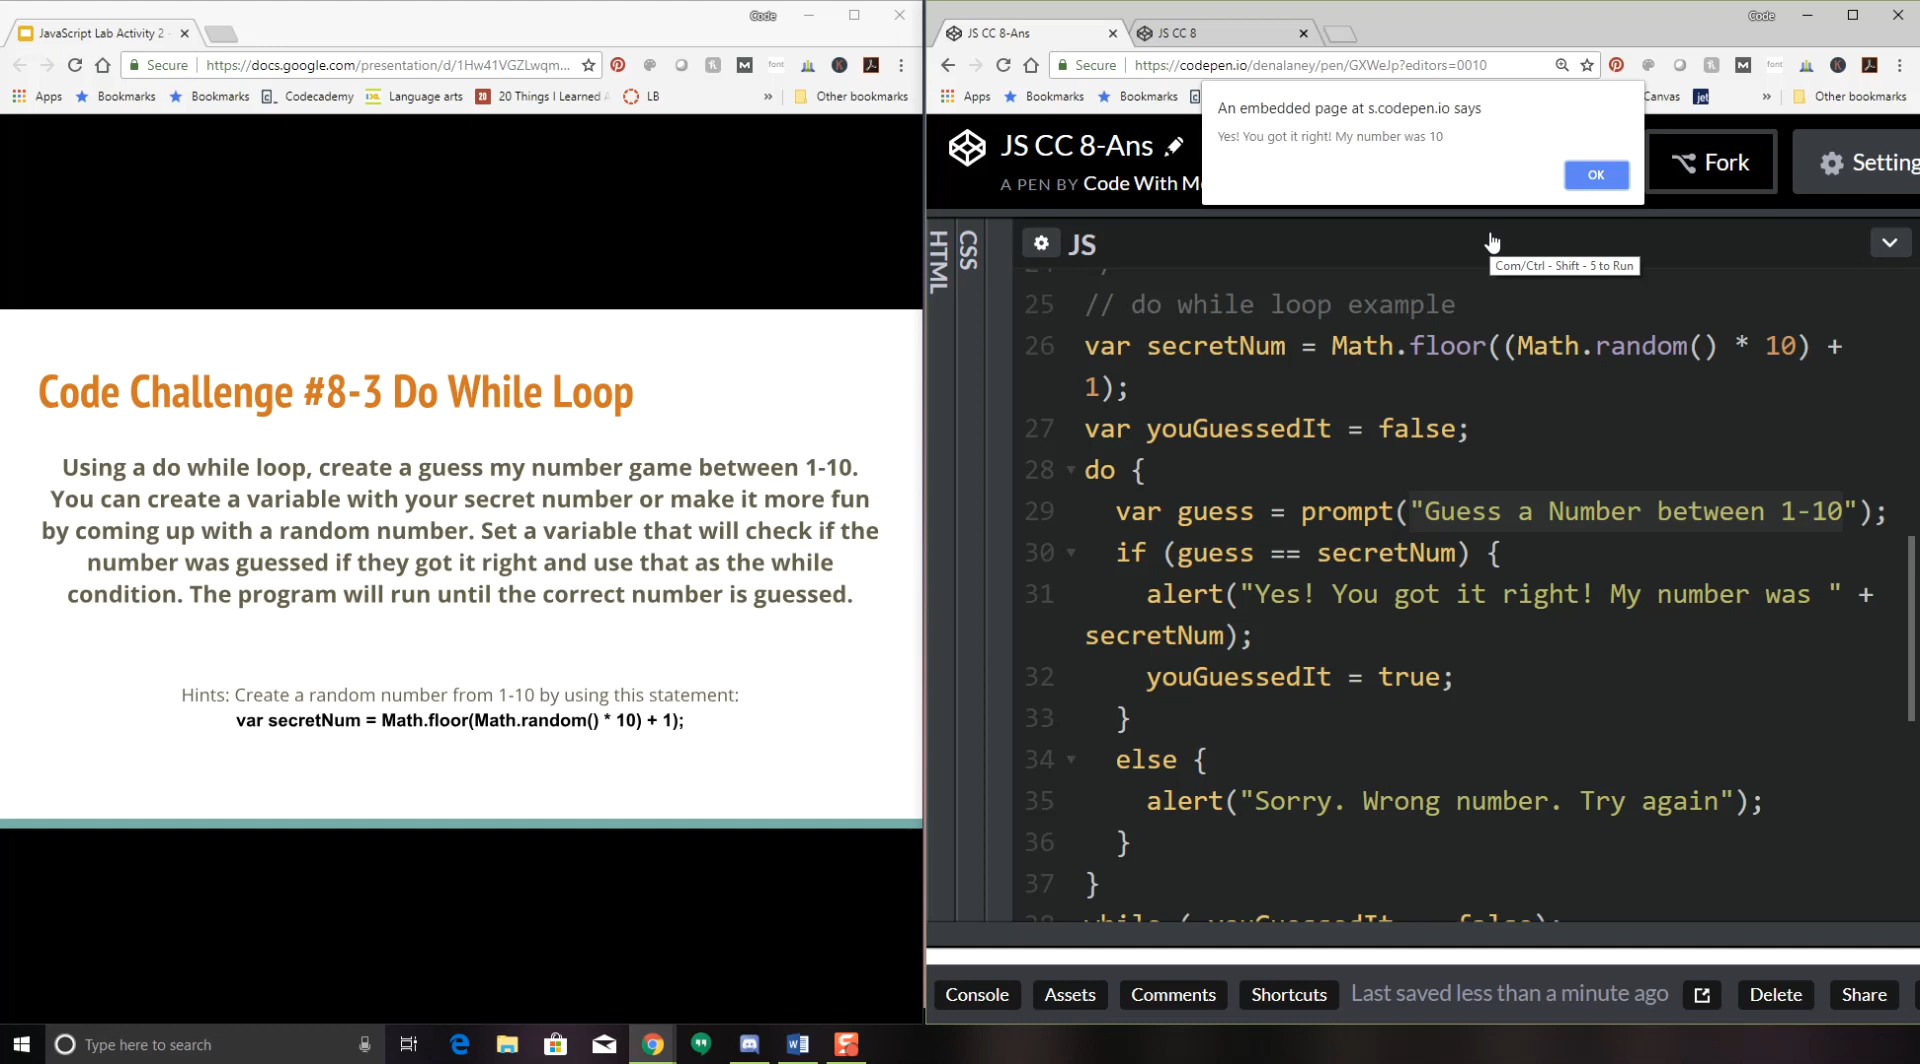 Code
JavaScript Lab Activity 2
Secure
https://docs.google.com/presentation/d/1Hw41VGZLwqm...
Apps
Bookmarks
Bookmarks
Codecademy
Language arts
20 Things I Learned
LB
»
Other bookmarks
Code Challenge #8-3 Do While Loop
Using a do while loop, create a guess my number game between 1-10.
You can create a variable with your secret number or make it more fun
by coming up with a random number. Set a variable that will check if the
number was guessed if they got it right and use that as the while
condition. The program will run until the correct number is guessed.
Hints: Create a random number from 1-10 by using this statement:
var secretNum = Math.floor(Math.random() * 10) + 1);
Code
JS CC 8-Ans
JS CC 8
Secure
https://codepen.io/denalaney/pen/GXWeJp?editors=0010
Apps
Bookmarks
Bookmarks
Canvas
jet
»
Other bookmarks
An embedded page at s.codepen.io says
Yes! You got it right! My number was 10
OK
JS CC 8-Ans
A PEN BY Code With
Fork
Setting
HTML
CSS
JS
Com/Ctrl - Shift - 5 to Run
25 // do while loop example
26 var secretNum = Math.floor((Math.random() * 10) +
1);
27 var youGuessedIt = false;
28 do {
29 var guess = prompt("Guess a Number between 1-10");
30 if (guess == secretNum) {
31 alert("Yes! You got it right! My number was " +
secretNum);
32 youGuessedIt = true;
33 }
34 else {
35 alert("Sorry. Wrong number. Try again");
36 }
37 }
Console
Assets
Comments
Shortcuts
Last saved less than a minute ago
Delete
Share
Type here to search